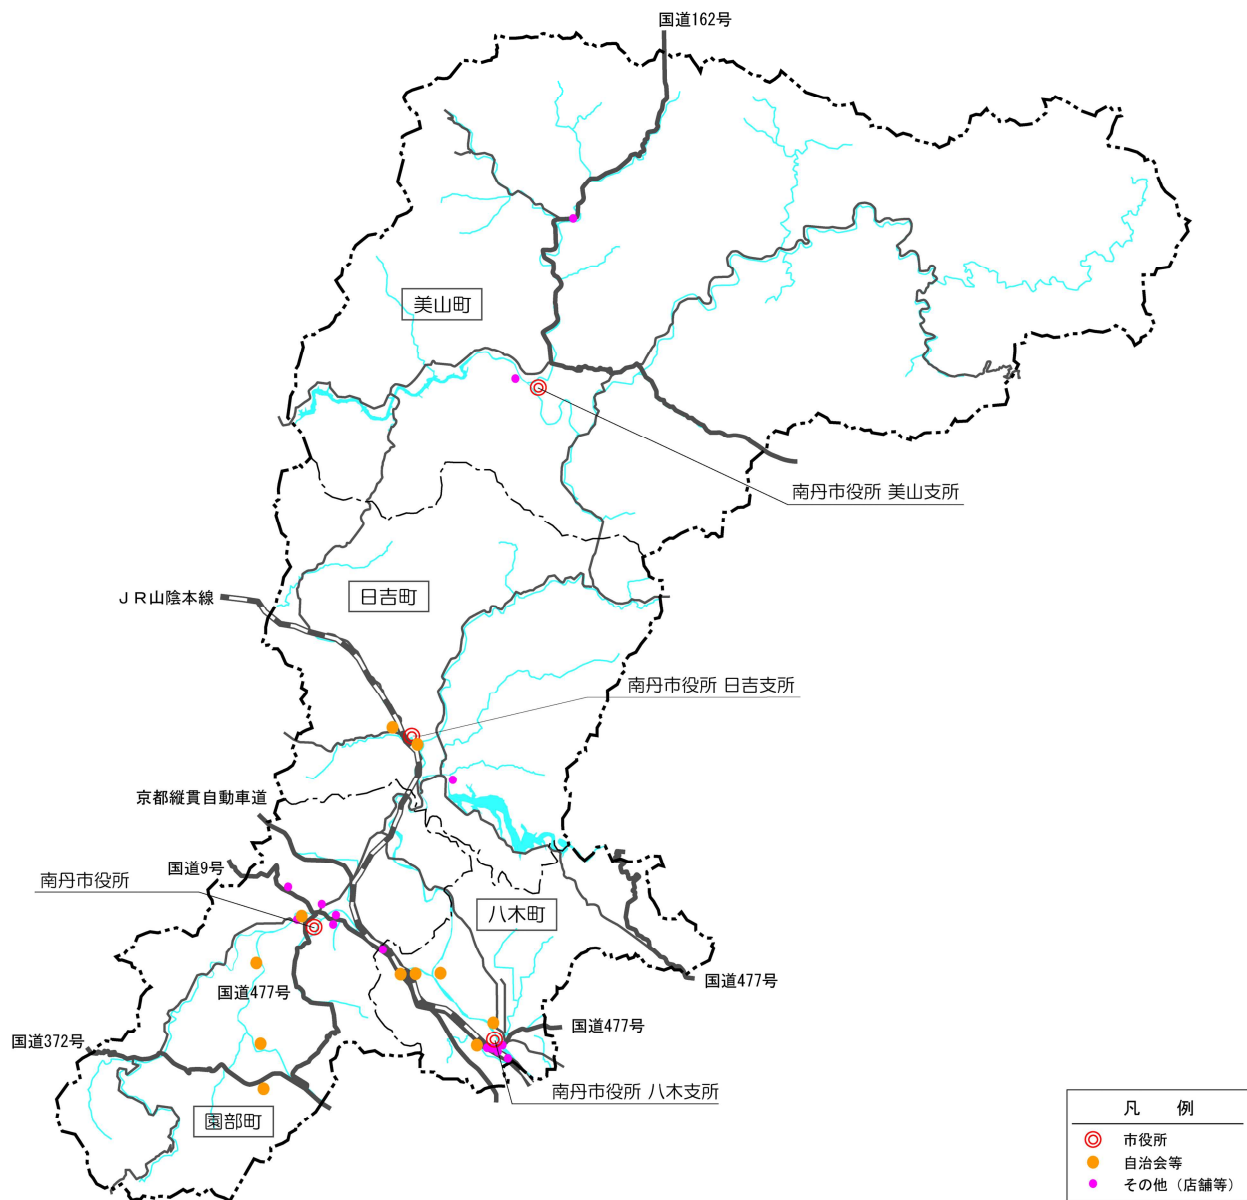 国道162号
美山町
南丹市役所 美山支所
日吉町
JR山陰本線
南丹市役所 日吉支所
京都縦貫自動車道
国道9号
南丹市役所
八木町
国道477号
国道477号
国道477号
国道372号
南丹市役所 八木支所
園部町
凡 例
市役所
自治会等
その他（店舗等）